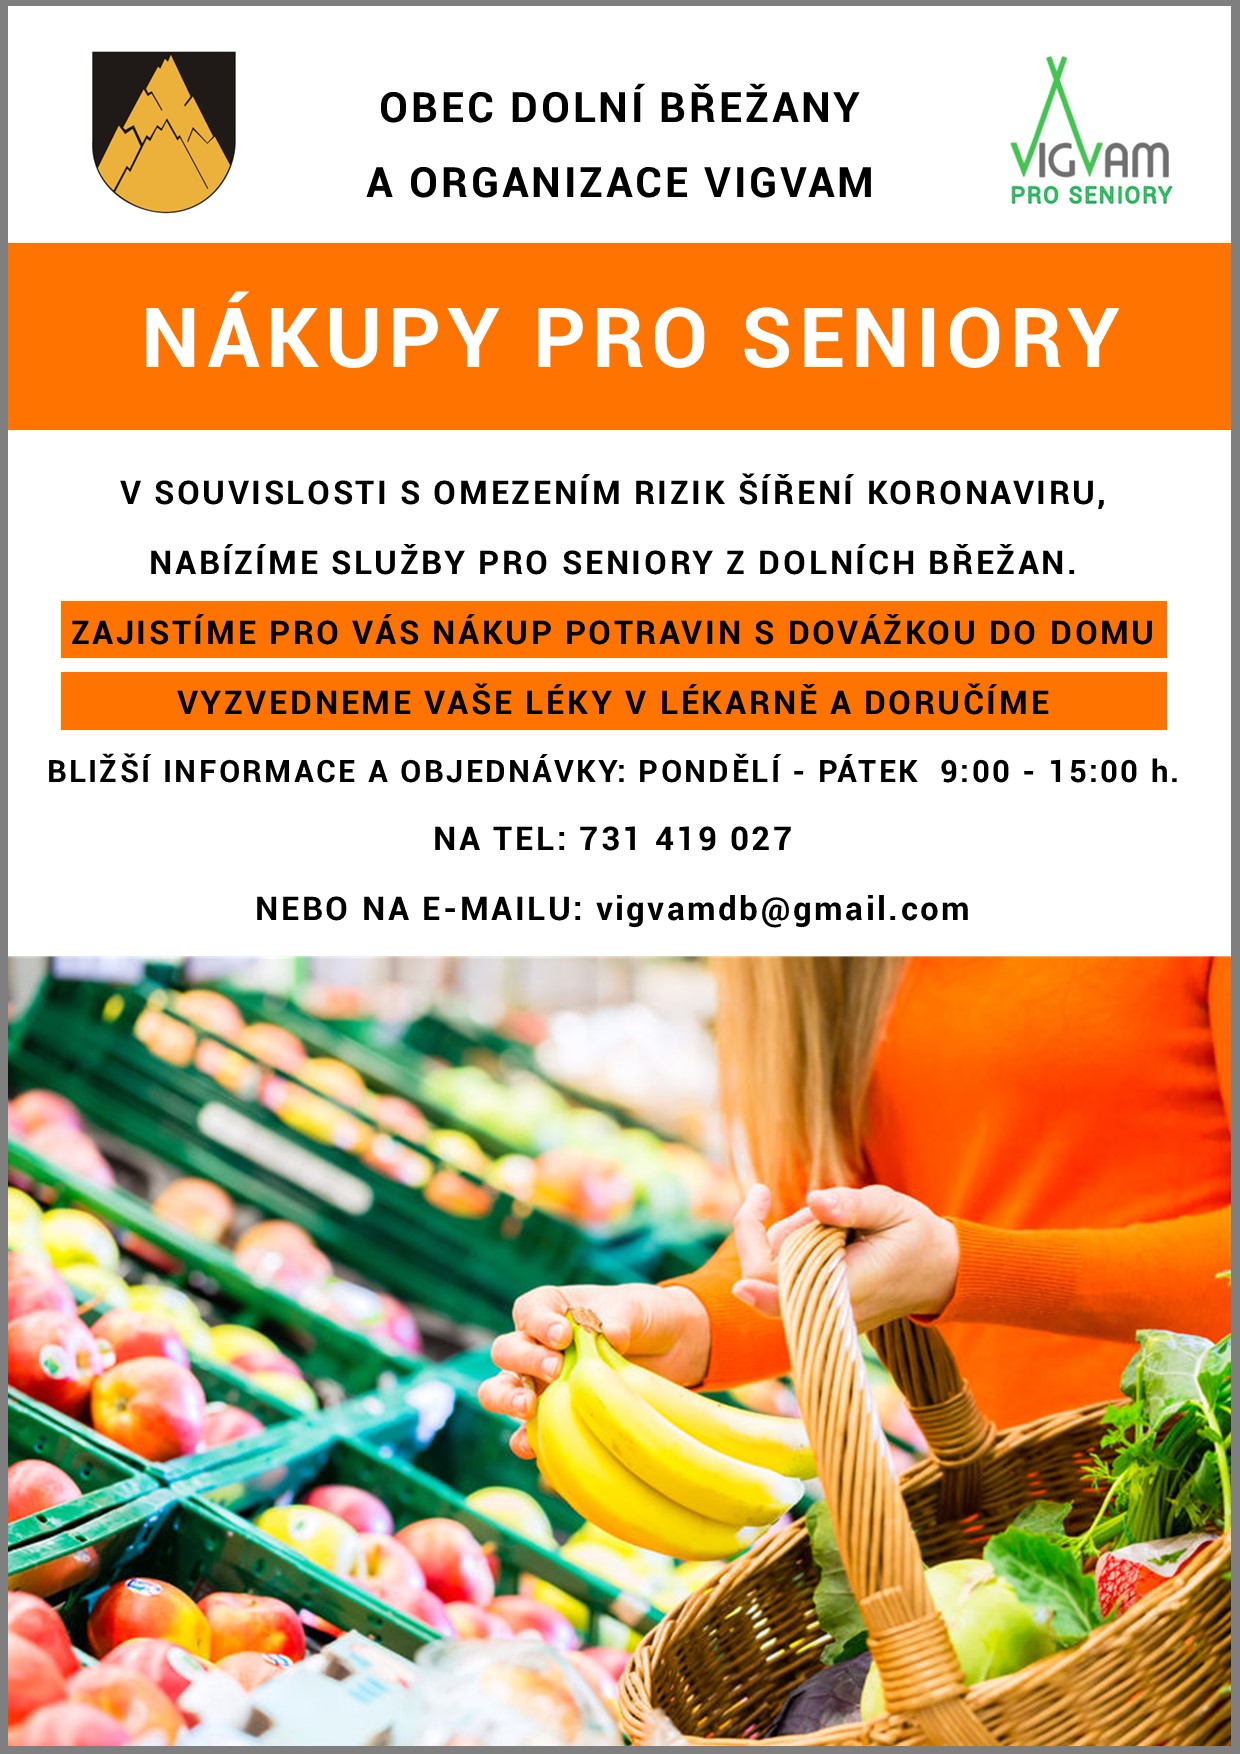 OBEC DOLNÍ BŘEŽANY
A ORGANIZACE VIGVAM
VIGVAM
PRO SENIORY
NÁKUPY PRO SENIORY
V SOUVISLOSTI S OMEZENÍM RIZIK ŠÍŘENÍ KORONAVIRU,
NABÍZÍME SLUŽBY PRO SENIORY Z DOLNÍCH BŘEŽAN.
ZAJISTÍME PRO VÁS NÁKUP POTRAVIN S DOVÁŽKOU DO DOMU
VYZVEDNEME VAŠE LÉKY V LÉKARNĚ A DORUČÍME
BLIŽŠÍ INFORMACE A OBJEDNÁVKY: PONDĚLÍ - PÁTEK 9:00 - 15:00 h.
NA TEL: 731 419 027
NEBO NA E-MAILU: vigvamdb@gmail.com